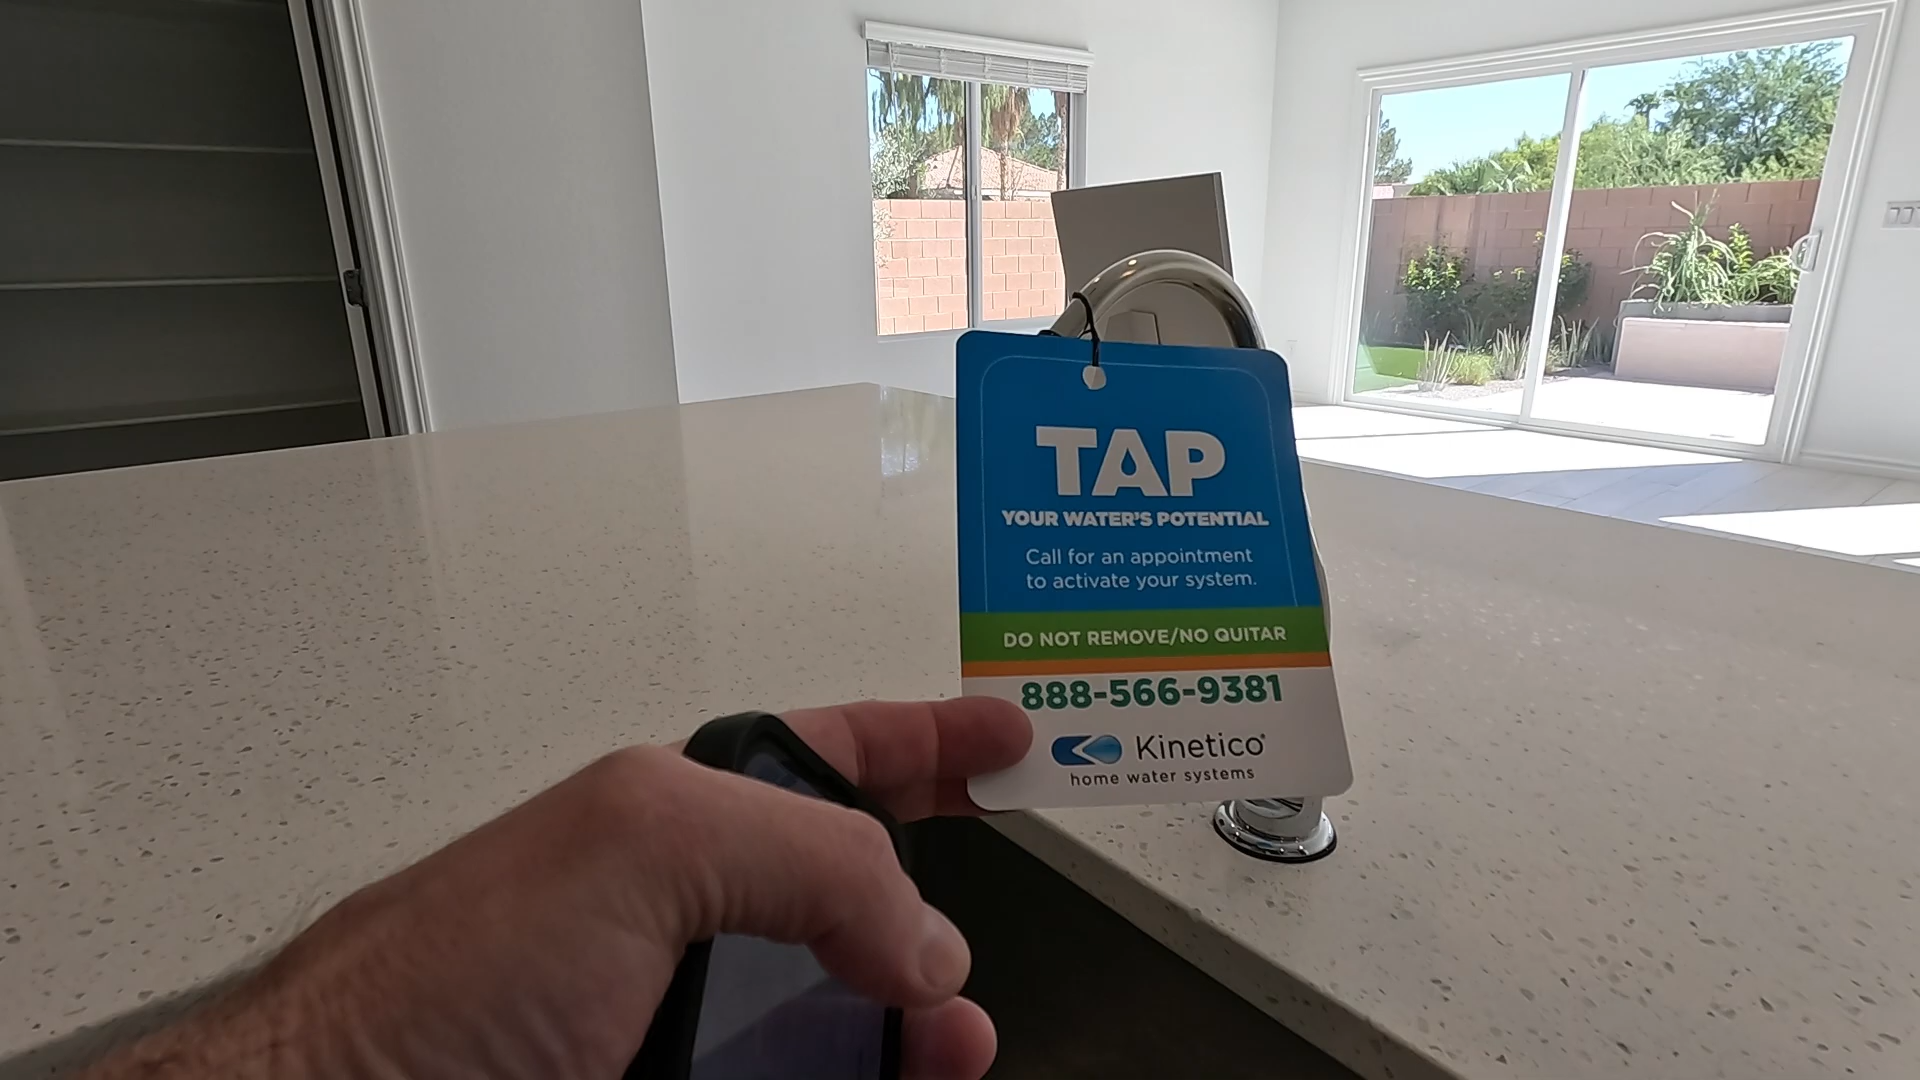 TAP
YOUR WATER'S POTENTIAL
Call for an appointment
to activate your system.
DO NOT REMOVE/NO QUITAR
888-566-9381
Kinetico®
home water systems